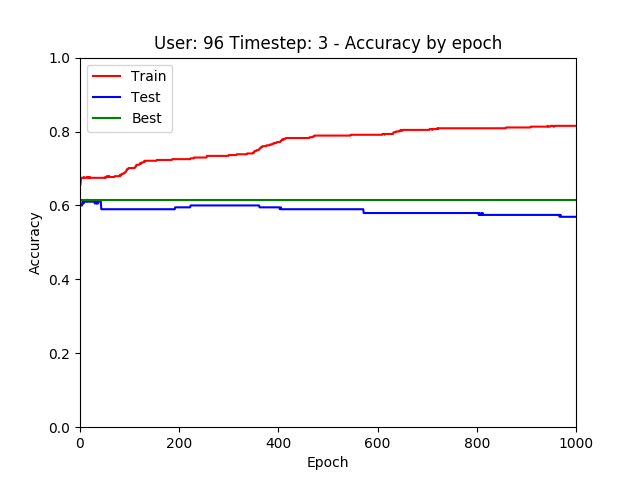 User: 96 Timestep: 3 - Accuracy by epoch
1.0
0.8
0.6
0.4
0.2
0.0
Accuracy
Train
Test
Best
0 200 400 600 800 1000
Epoch